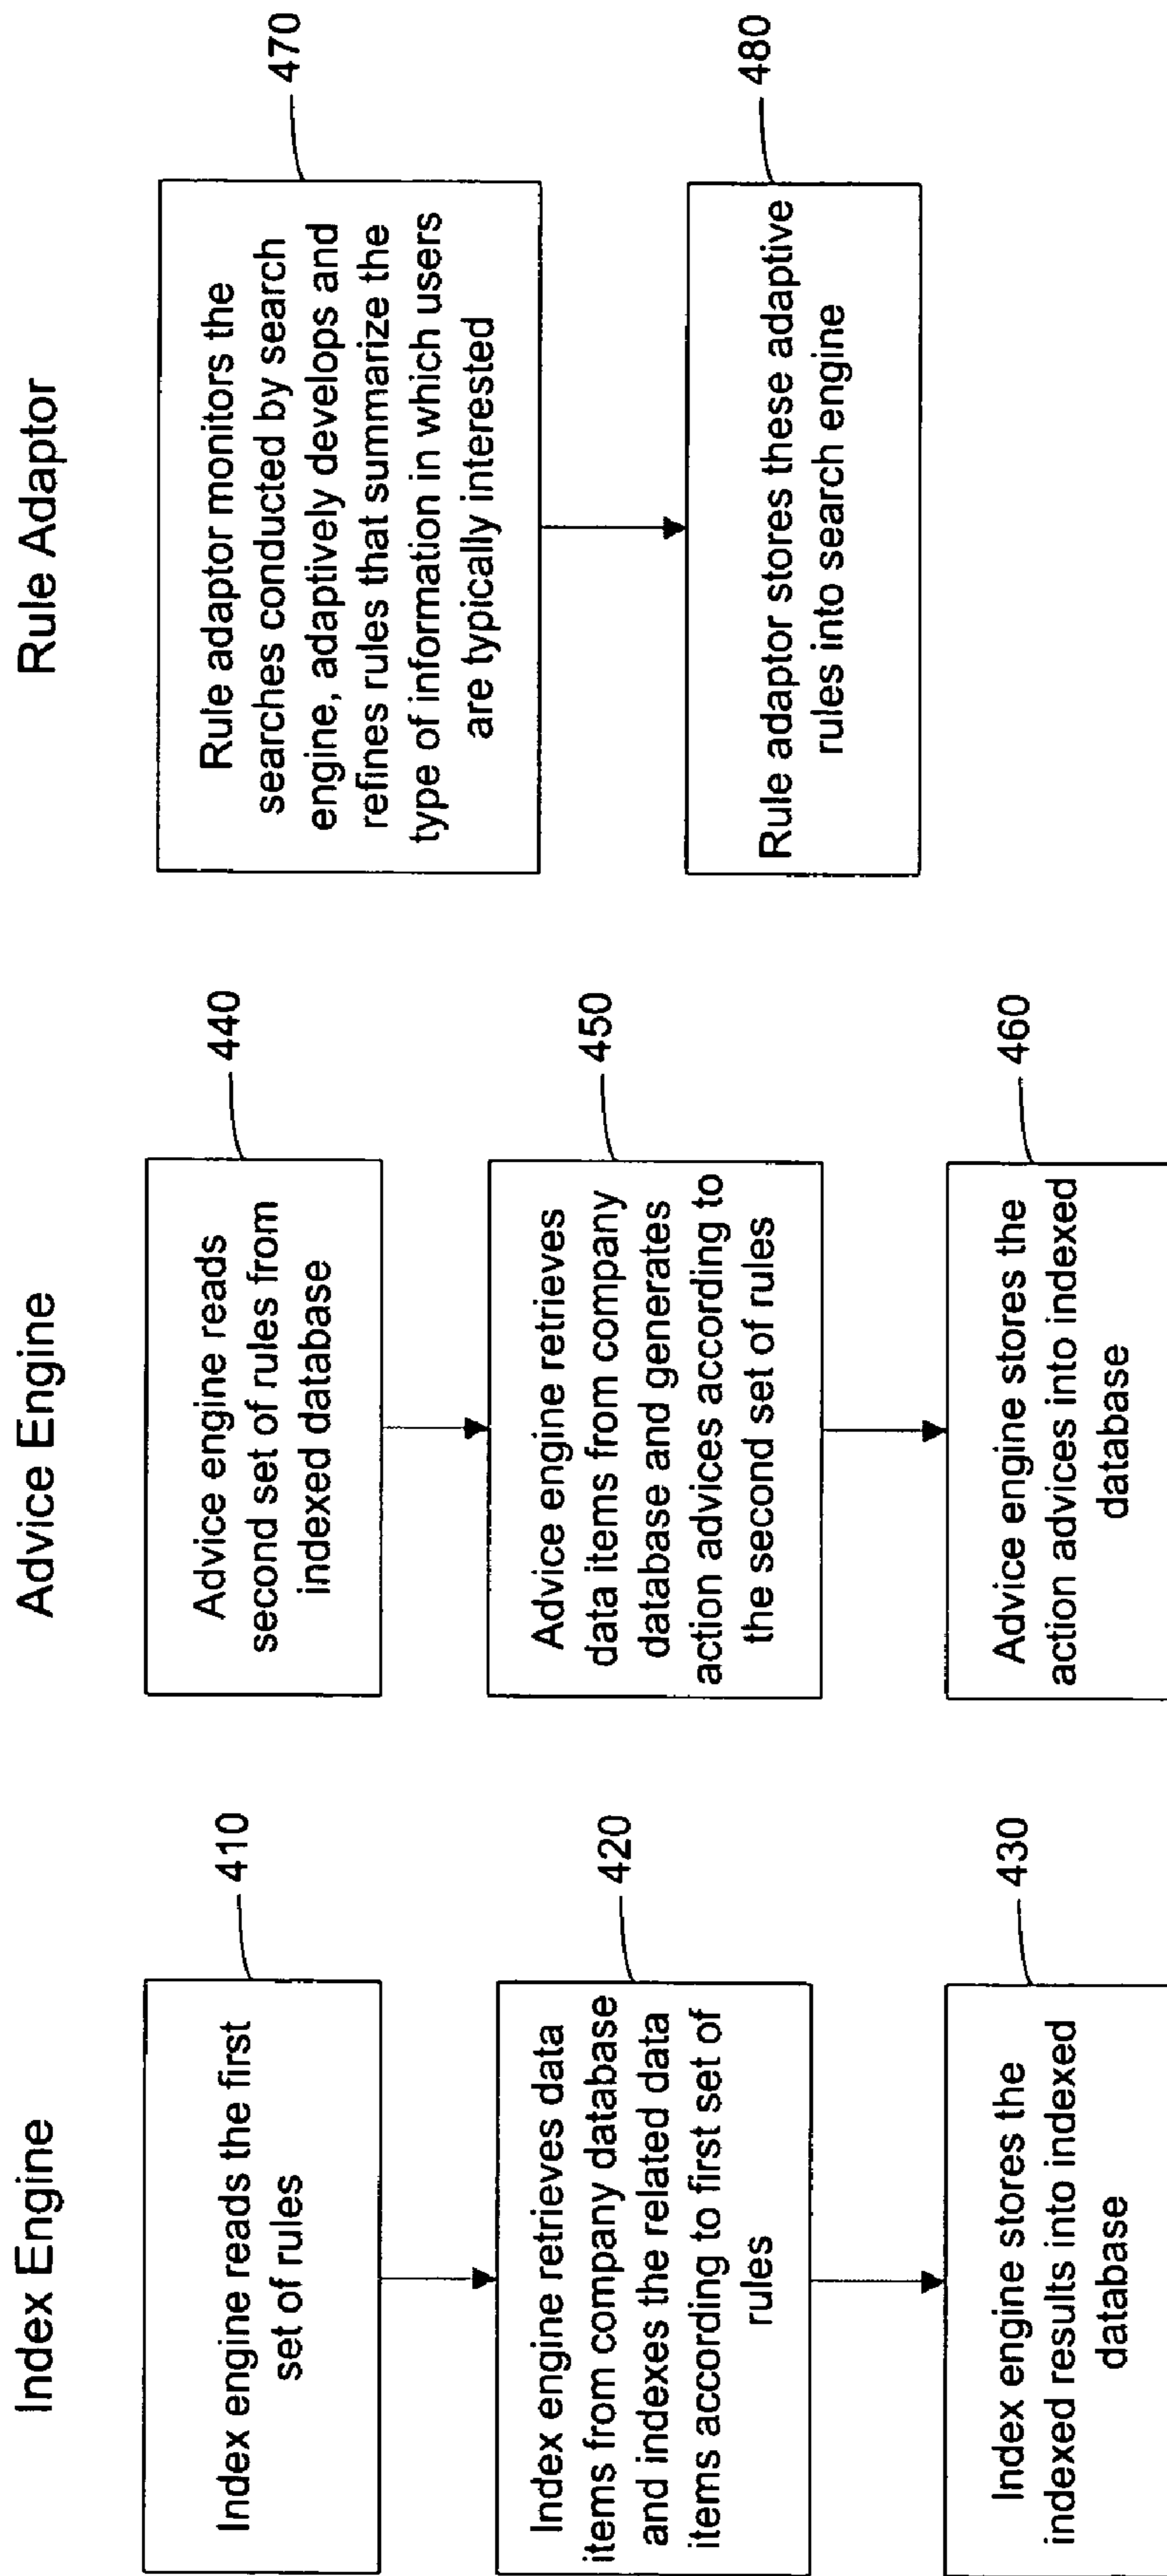 Index Engine
Index engine reads the first
set of rules
410
Index engine retrieves data
items from company database
and indexes the related data
items according to first set of
rules
420
Index engine stores the
indexed results into indexed
database
430
Advice Engine
Advice engine reads
second set of rules from
indexed database
440
Advice engine retrieves
data items from company
database and generates
action advices according to
the second set of rules
450
Advice engine stores the
action advices into indexed
database
460
Rule Adaptor
Rule adaptor monitors the
searches conducted by search
engine, adaptively develops and
refines rules that summarize the
type of information in which users
are typically interested
470
Rule adaptor stores these adaptive
rules into search engine
480